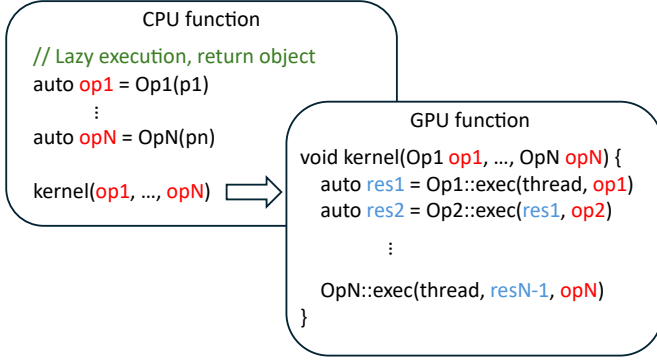 CPU function
// Lazy execution, return object
auto op1 = Op1(p1)
⋮
auto opN = OpN(pn)
kernel(op1, ..., opN)
GPU function
void kernel(Op1 op1, ..., OpN opN) {
auto res1 = Op1::exec(thread, op1)
auto res2 = Op2::exec(res1, op2)
⋮
OpN::exec(thread, resN-1, opN)
}